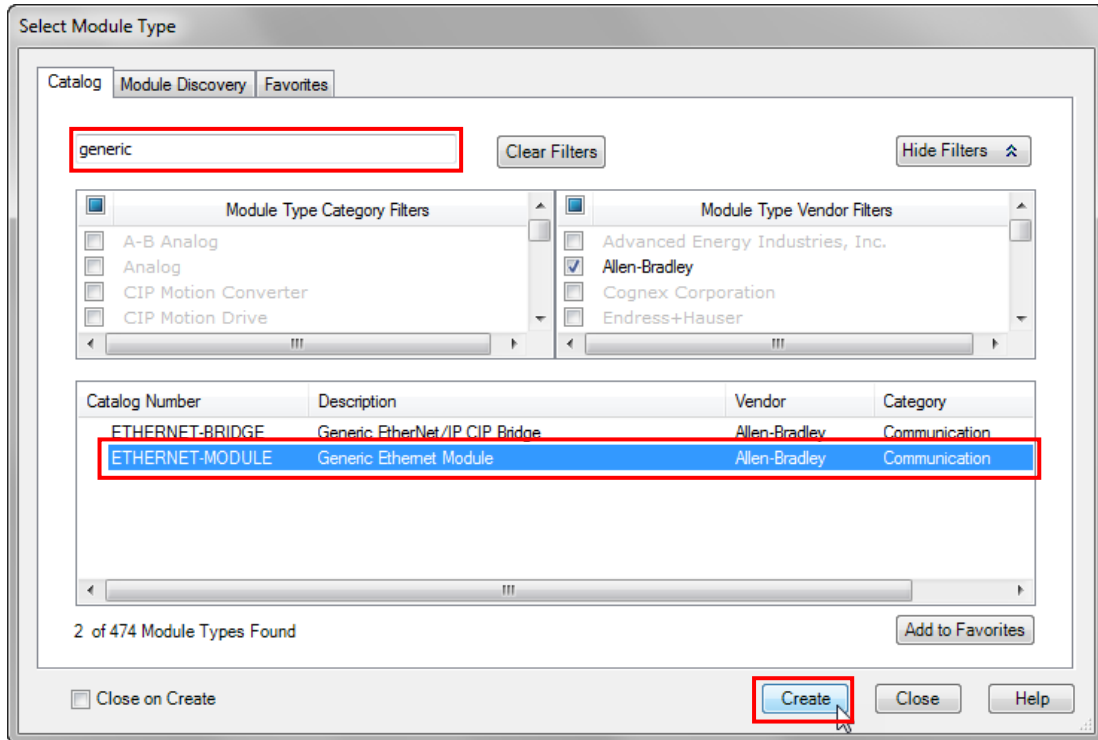 Select Module Type
Catalog Module Discovery Favorites
generic Clear Filters Hide Filters
Module Type Category Filters Module Type Vendor Filters
A-B Analog Advanced Energy Industries, Inc.
Analog Allen-Bradley
CIP Motion Converter Cognex Corporation
CIP Motion Drive Endress+Hauser
Catalog Number Description Vendor Category
ETHERNET-BRIDGE Generic EtherNet/IP CIP Bridge Allen-Bradley Communication
ETHERNET-MODULE Generic Ethernet Module Allen-Bradley Communication
2 of 474 Module Types Found Add to Favorites
Close on Create Create Close Help